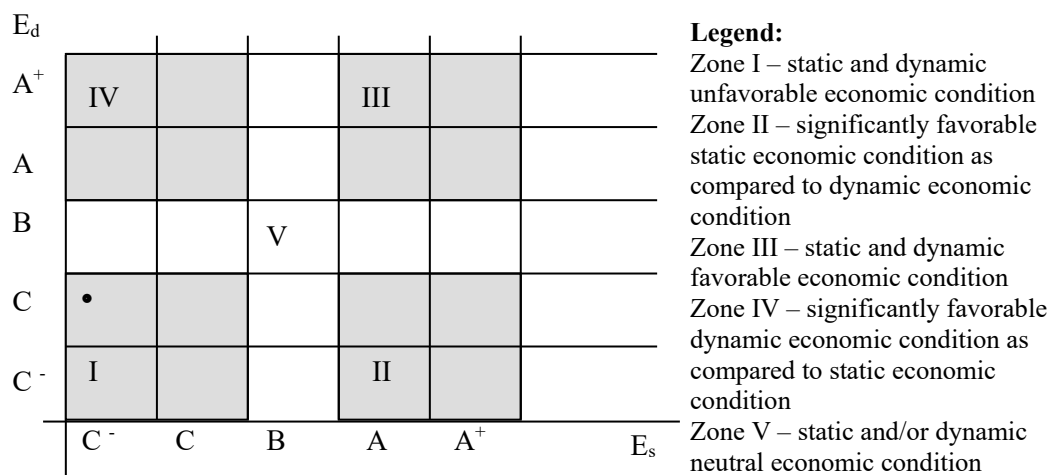 E_d
Legend:
Zone I – static and dynamic
unfavorable economic condition
Zone II – significantly favorable
static economic condition as
compared to dynamic economic
condition
Zone III – static and dynamic
favorable economic condition
Zone IV – significantly favorable
dynamic economic condition as
compared to static economic
condition
Zone V – static and/or dynamic
neutral economic condition
A⁺ IV III
A
B V
C
C⁻ I II
C⁻ C B A A⁺ E_s